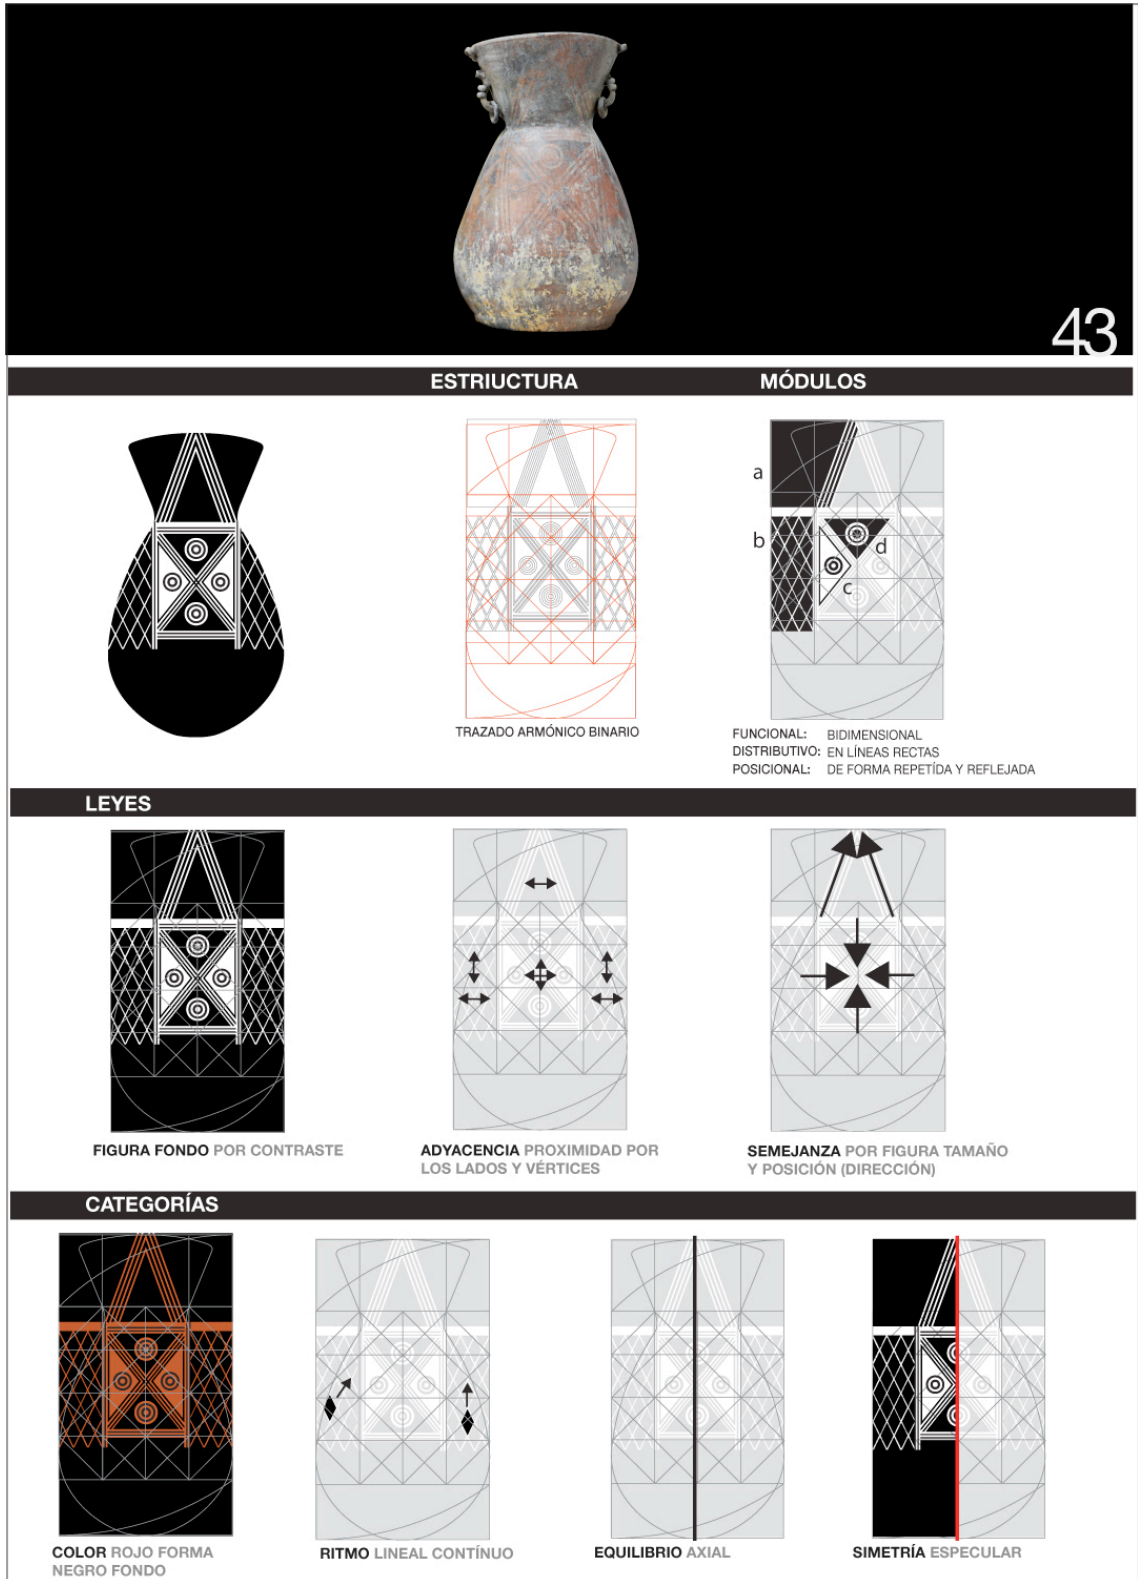 43
ESTRIUCTURA
MÓDULOS
a
b
c
d
TRAZADO ARMÓNICO BINARIO
FUNCIONAL: BIDIMENSIONAL
DISTRIBUTIVO: EN LÍNEAS RECTAS
POSICIONAL: DE FORMA REPETÍDA Y REFLEJADA
LEYES
FIGURA FONDO POR CONTRASTE
ADYACENCIA PROXIMIDAD POR
LOS LADOS Y VÉRTICES
SEMEJANZA POR FIGURA TAMAÑO
Y POSICIÓN (DIRECCIÓN)
CATEGORÍAS
COLOR ROJO FORMA
NEGRO FONDO
RITMO LINEAL CONTÍNUO
EQUILIBRIO AXIAL
SIMETRÍA ESPECULAR